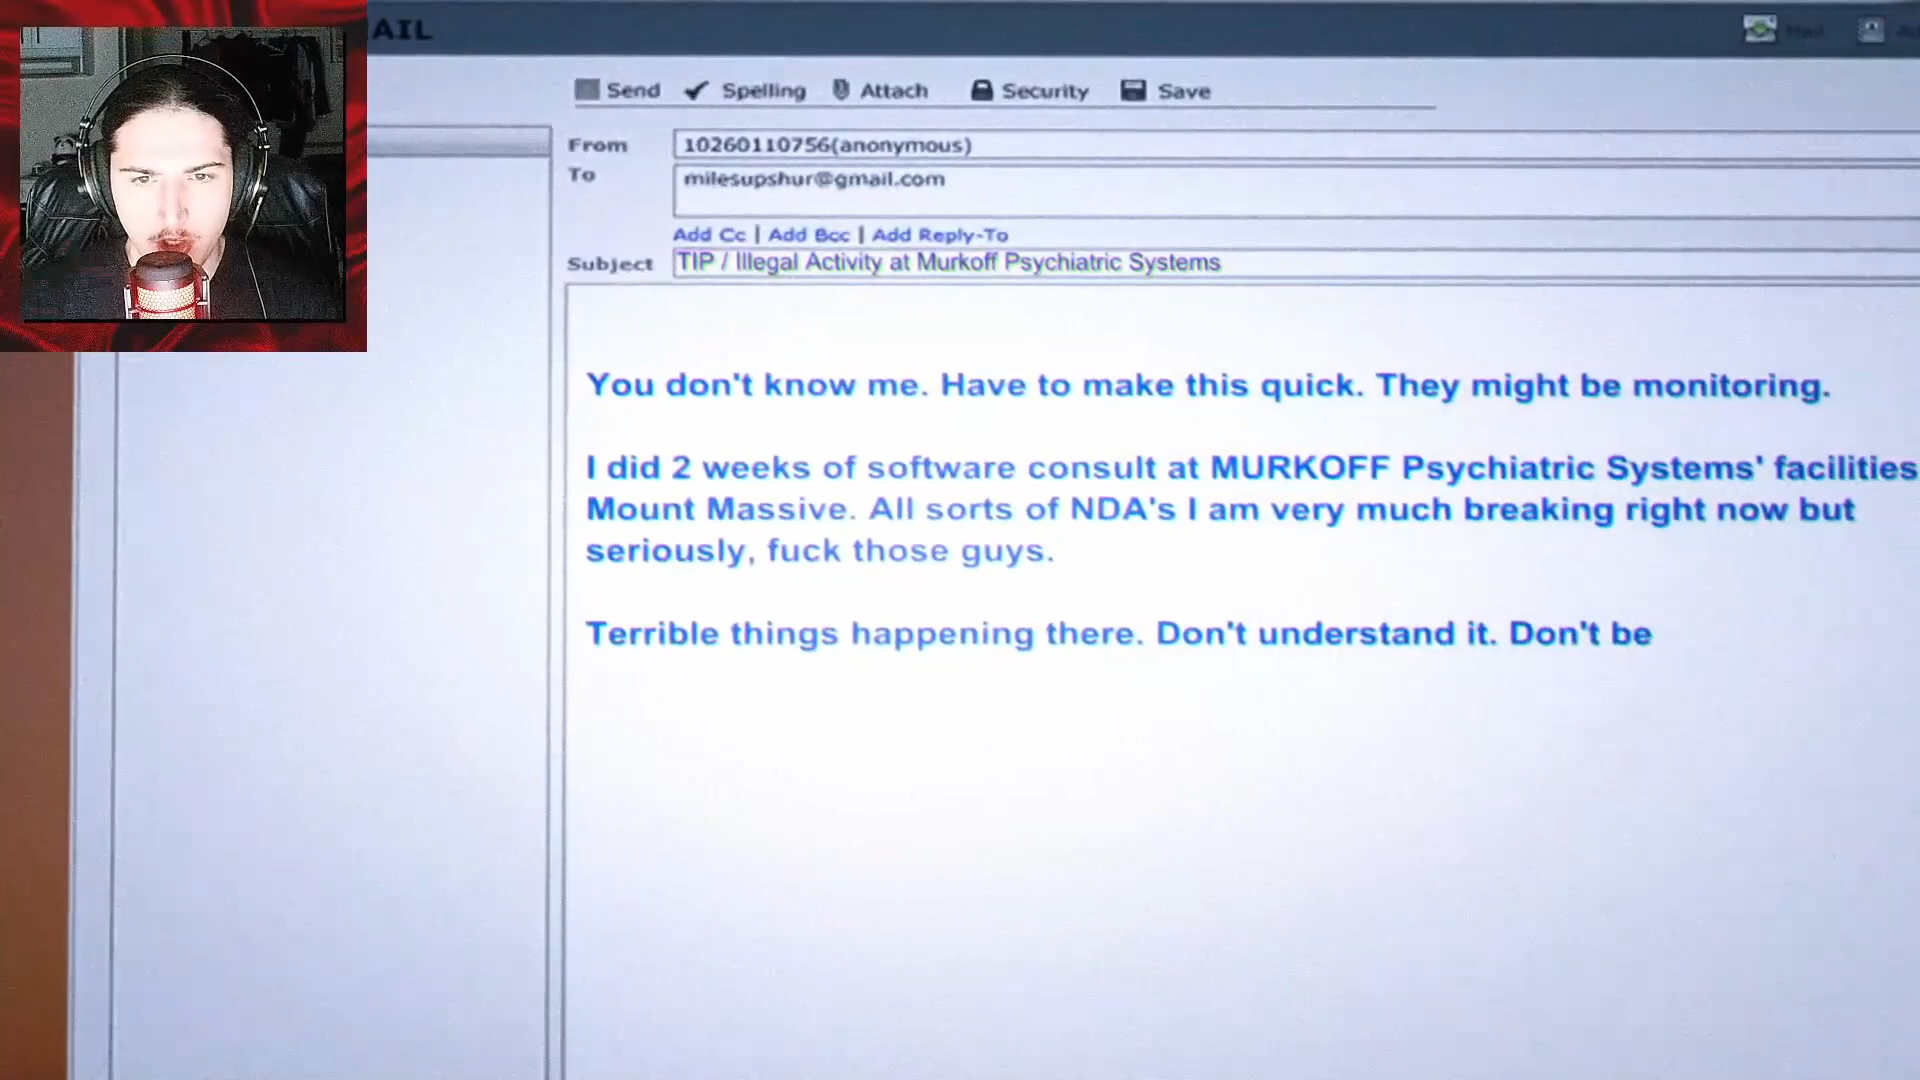 AIL
Send Spelling Attach Security Save
From 10260110756(anonymous)
To milesupshur@gmail.com
Add Cc | Add Bcc | Add Reply-To
Subject TIP / Illegal Activity at Murkoff Psychiatric Systems
You don't know me. Have to make this quick. They might be monitoring.
I did 2 weeks of software consult at MURKOFF Psychiatric Systems' facilities
Mount Massive. All sorts of NDA's I am very much breaking right now but
seriously, fuck those guys.
Terrible things happening there. Don't understand it. Don't be